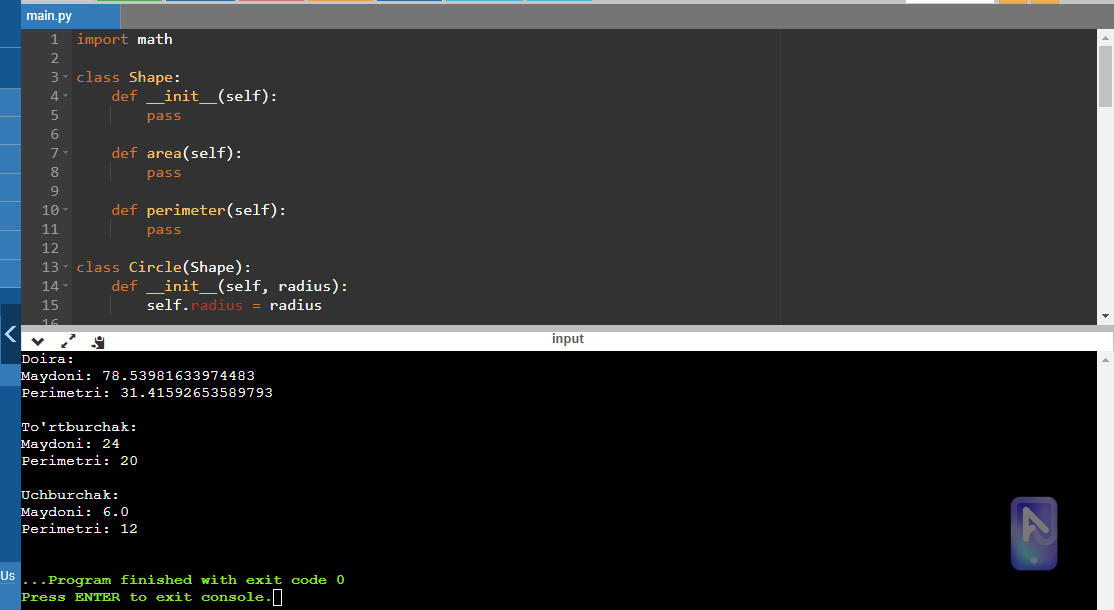 main.py
1 import math
2
3 class Shape:
4     def __init__(self):
5         pass
6
7     def area(self):
8         pass
9
10     def perimeter(self):
11         pass
12
13 class Circle(Shape):
14     def __init__(self, radius):
15         self.radius = radius
16
input
Doira:
Maydoni: 78.53981633974483
Perimetri: 31.41592653589793
To'rtburchak:
Maydoni: 24
Perimetri: 20
Uchburchak:
Maydoni: 6.0
Perimetri: 12
Us
...Program finished with exit code 0
Press ENTER to exit console.